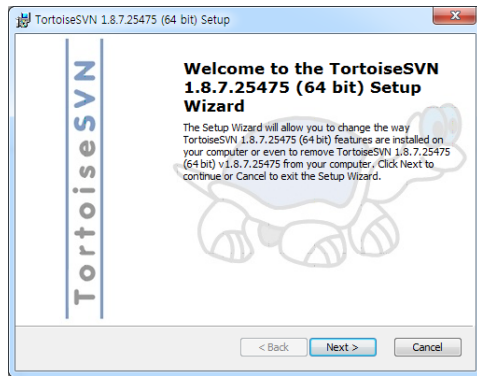 TortoiseSVN 1.8.7.25475 (64 bit) Setup
TortoiseSVN
Welcome to the TortoiseSVN
1.8.7.25475 (64 bit) Setup
Wizard
The Setup Wizard will allow you to change the way
TortoiseSVN 1.8.7.25475 (64 bit) features are installed on
your computer or even to remove TortoiseSVN 1.8.7.25475
(64 bit) v1.8.7.25475 from your computer. Click Next to
continue or Cancel to exit the Setup Wizard.
< Back Next > Cancel